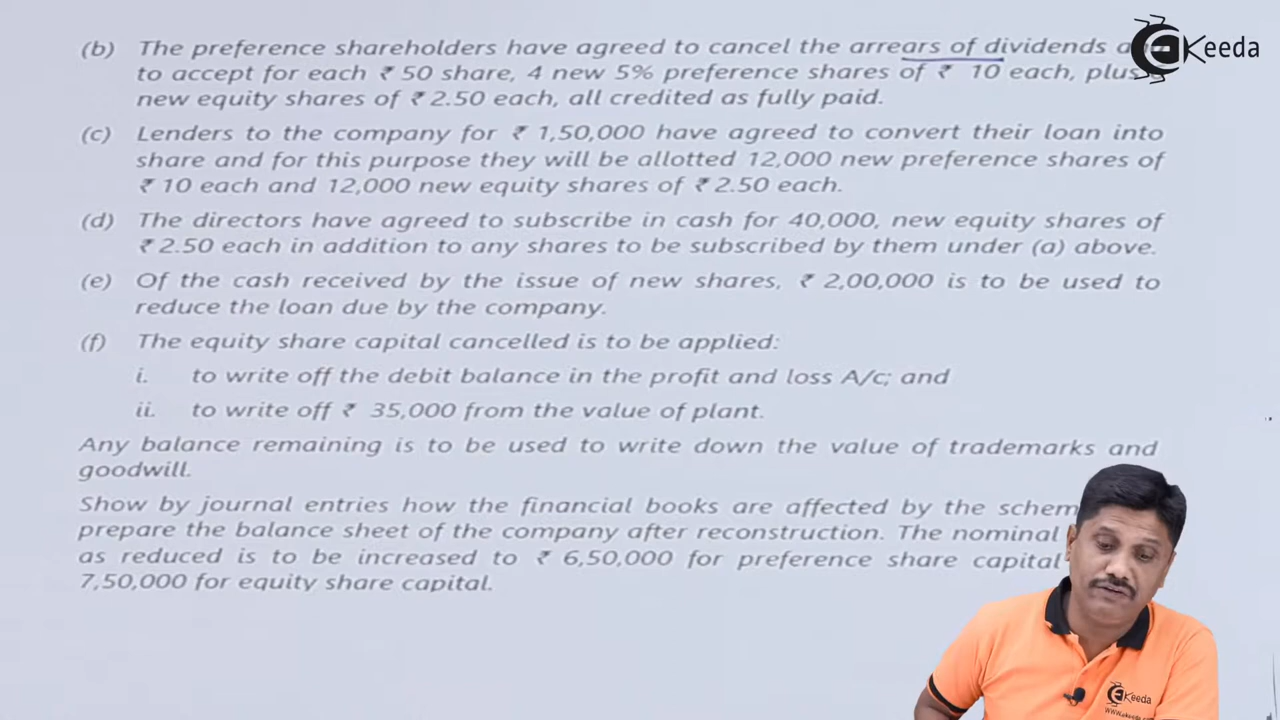 (b) The preference shareholders have agreed to cancel the arrears of dividends
to accept for each ₹ 50 share, 4 new 5% preference shares of ₹ 10 each, plus
new equity shares of ₹ 2.50 each, all credited as fully paid.
(c) Lenders to the company for ₹ 1,50,000 have agreed to convert their loan into
share and for this purpose they will be allotted 12,000 new preference shares of
₹ 10 each and 12,000 new equity shares of ₹ 2.50 each.
(d) The directors have agreed to subscribe in cash for 40,000, new equity shares of
₹ 2.50 each in addition to any shares to be subscribed by them under (a) above.
(e) Of the cash received by the issue of new shares, ₹ 2,00,000 is to be used to
reduce the loan due by the company.
(f) The equity share capital cancelled is to be applied:
i. to write off the debit balance in the profit and loss A/c; and
ii. to write off ₹ 35,000 from the value of plant.
Any balance remaining is to be used to write down the value of trademarks and
goodwill.
Show by journal entries how the financial books are affected by the
prepare the balance sheet of the company after reconstruction. The nominal
as reduced is to be increased to ₹ 6,50,000 for preference share capital
7,50,000 for equity share capital.
eKeeda
eKeeda